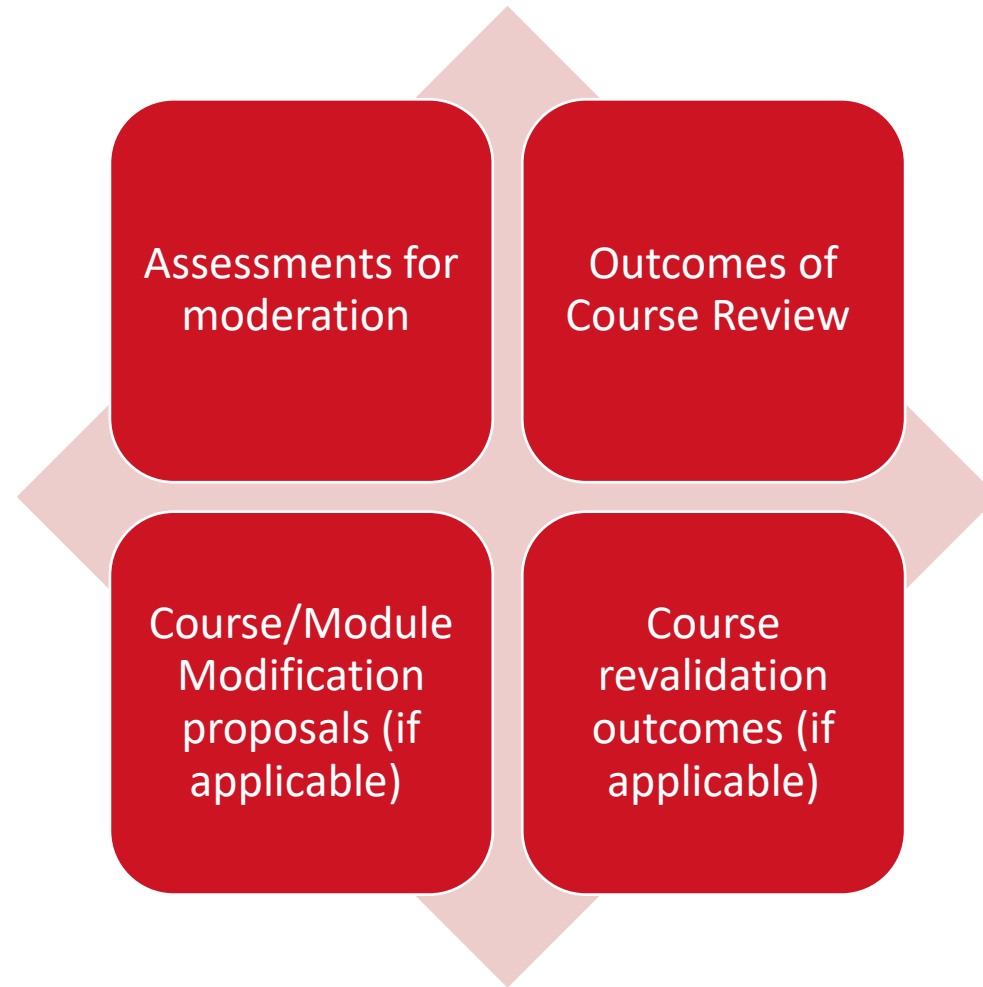 Assessments for
moderation
Outcomes of
Course Review
Course/Module
Modification
proposals (if
applicable)
Course
revalidation
outcomes (if
applicable)